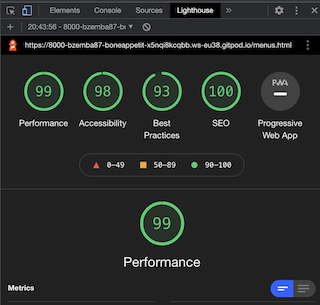 Elements Console Sources Lighthouse
20:43:56 - 8000-bzemba87-bo
https://8000-bzemba87-boneappetit-x5nqi8kcqbb.ws-eu38.gitpod.io/menus.html
99 98 93 100 PWA
Performance Accessibility Best Practices SEO Progressive Web App
0–49 50–89 90–100
99
Performance
Metrics